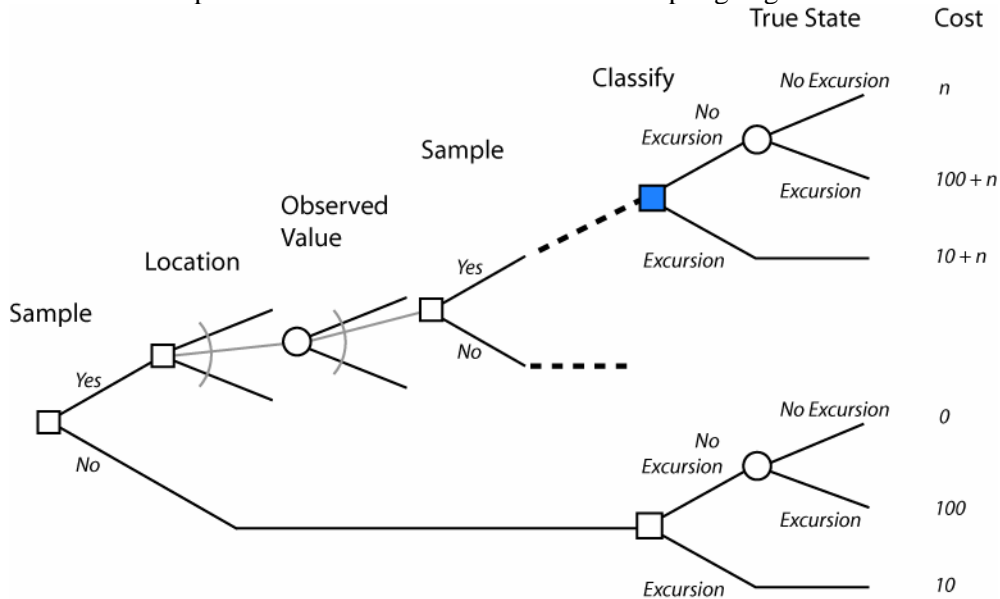 True State
Cost
Classify
No Excursion
n
No
Excursion
Sample
Excursion
100 + n
Observed
Value
Location
Yes
Excursion
10 + n
Sample
No
Yes
No Excursion
0
No
No
Excursion
Excursion
100
Excursion
10